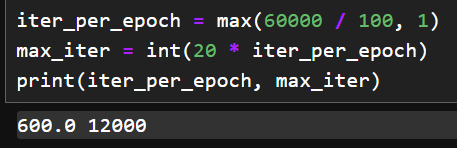 iter_per_epoch = max(60000 / 100, 1)
max_iter = int(20 * iter_per_epoch)
print(iter_per_epoch, max_iter)
600.0 12000